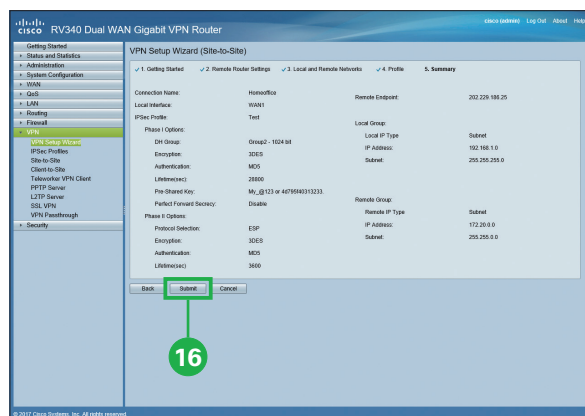 cisco RV340 Dual WAN Gigabit VPN Router
cisco (admin) Log Out About Help
Getting Started
Status and Statistics
Administration
System Configuration
WAN
QoS
LAN
Routing
Firewall
VPN
VPN Setup Wizard
IPSec Profiles
Site-to-Site
Client-to-Site
Teleworker VPN Client
PPTP Server
L2TP Server
SSL VPN
VPN Passthrough
Security
VPN Setup Wizard (Site-to-Site)
1. Getting Started 2. Remote Router Settings 3. Local and Remote Networks 4. Profile 5. Summary
Connection Name: Homeoffice
Local Interface: WAN1
IPSec Profile: Test
Phase I Options:
DH Group: Group2 - 1024 bit
Encryption: 3DES
Authentication: MD5
Lifetime(sec): 28800
Pre-Shared Key: My_@123 or 4d795f40313233.
Perfect Forward Secrecy: Disable
Phase II Options:
Protocol Selection: ESP
Encryption: 3DES
Authentication: MD5
Lifetime(sec) 3600
Remote Endpoint: 202.229.186.25
Local Group:
Local IP Type Subnet
IP Address: 192.168.1.0
Subnet: 255.255.255.0
Remote Group:
Remote IP Type Subnet
IP Address: 172.20.0.0
Subnet: 255.255.0.0
Back Submit Cancel
16
© 2017 Cisco Systems, Inc. All rights reserved